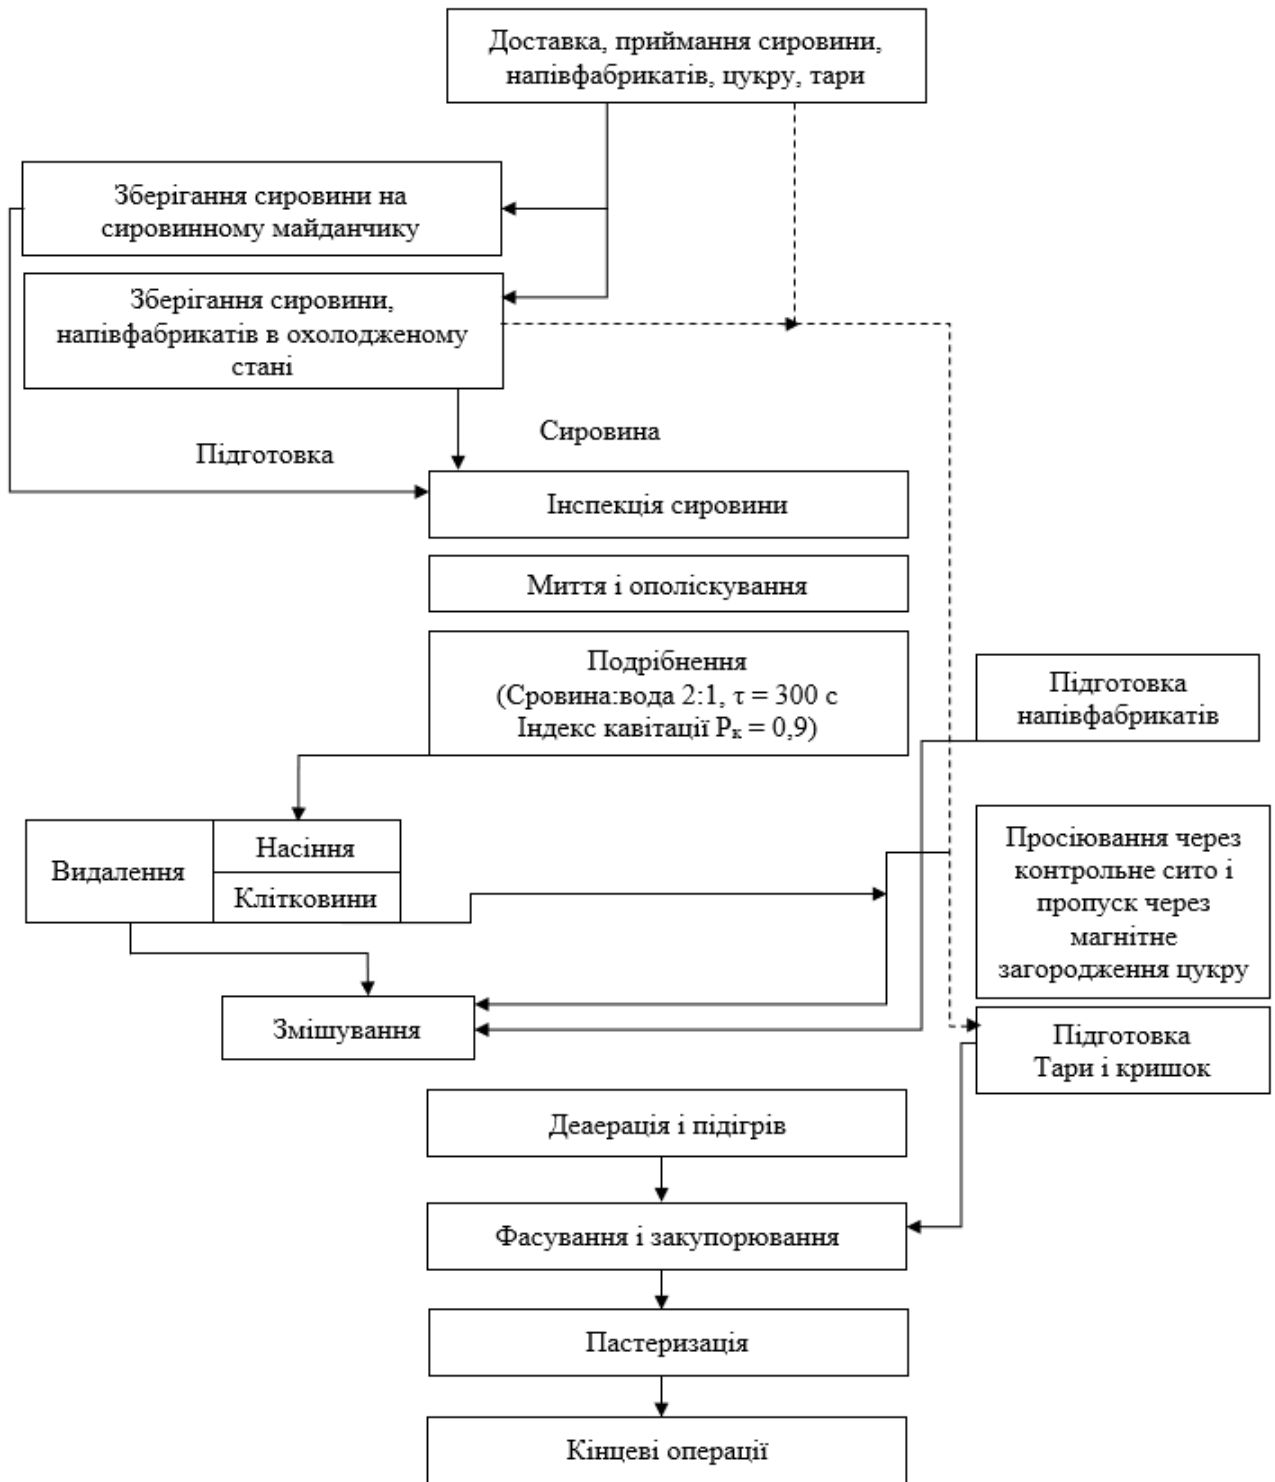 Доставка, приймання сировини,
напівфабрикатів, цукру, тари
Зберігання сировини на
сировинному майданчику
Зберігання сировини,
напівфабрикатів в охолодженому
стані
Сировина
Підготовка
Інспекція сировини
Миття і ополіскування
Подрібнення
(Сровина:вода 2:1, τ = 300 с
Індекс кавітації Рₖ = 0,9)
Підготовка
напівфабрикатів
Видалення
Насіння
Клітковини
Просіювання через
контрольне сито і
пропуск через
магнітне
загородження цукру
Змішування
Підготовка
Тари і кришок
Деаерація і підігрів
Фасування і закупорювання
Пастеризація
Кінцеві операції